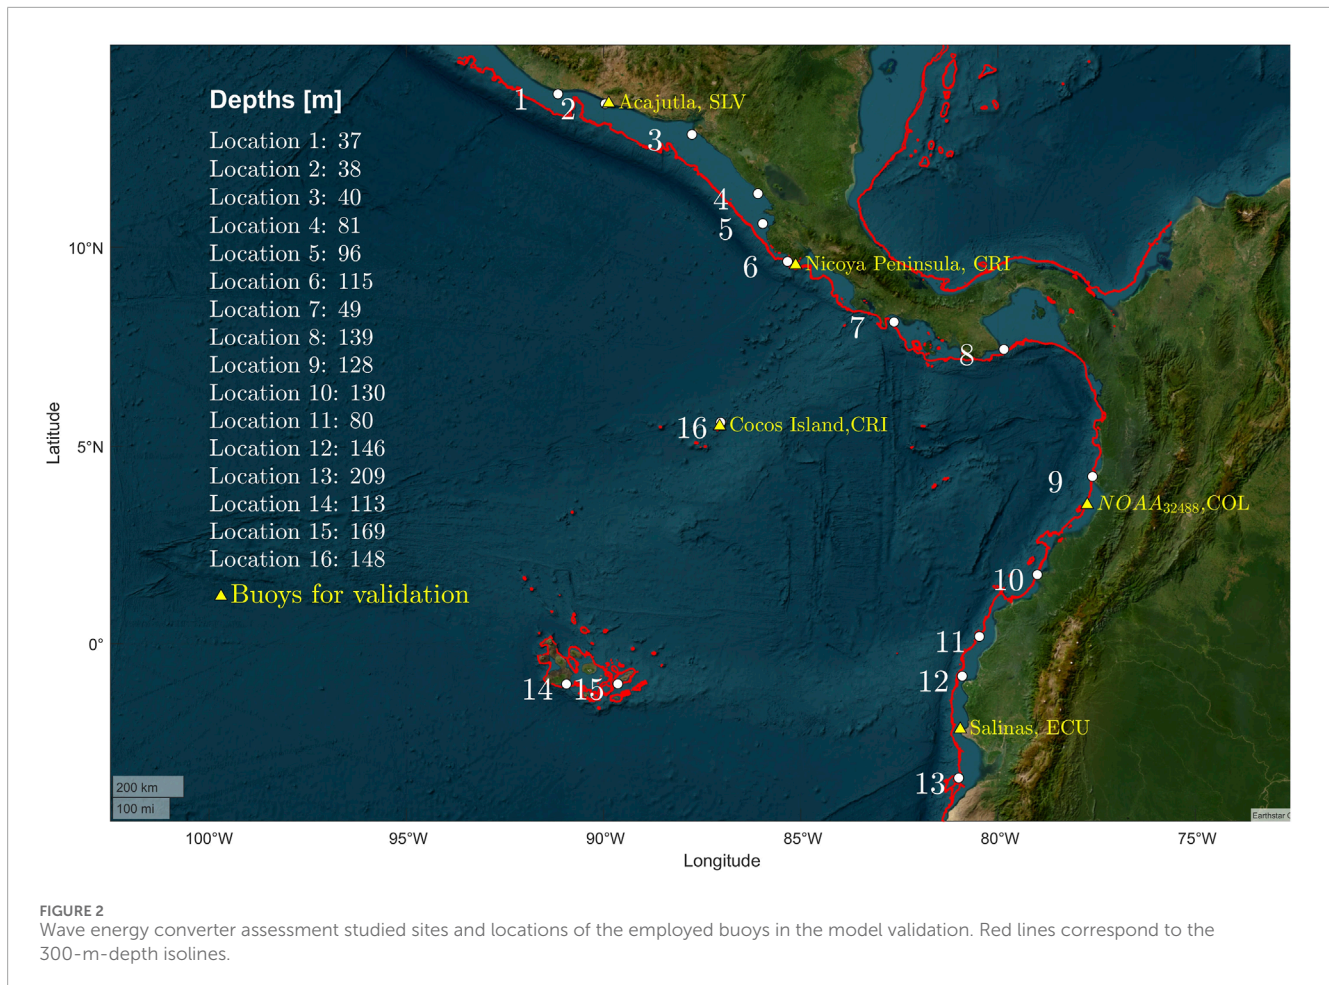 Depths [m]
Location 1: 37
Location 2: 38
Location 3: 40
Location 4: 81
Location 5: 96
Location 6: 115
Location 7: 49
Location 8: 139
Location 9: 128
Location 10: 130
Location 11: 80
Location 12: 146
Location 13: 209
Location 14: 113
Location 15: 169
Location 16: 148
Buoys for validation
1
2
Acajutla, SLV
3
4
5
6
Nicoya Peninsula, CRI
7
8
16
Cocos Island,CRI
9
NOAA32488,COL
10
11
12
14
15
Salinas, ECU
13
10°N
5°N
0°
Latitude
200 km
100 mi
Earthstar
100°W
95°W
90°W
85°W
80°W
75°W
Longitude
FIGURE 2
Wave energy converter assessment studied sites and locations of the employed buoys in the model validation. Red lines correspond to the
300-m-depth isolines.